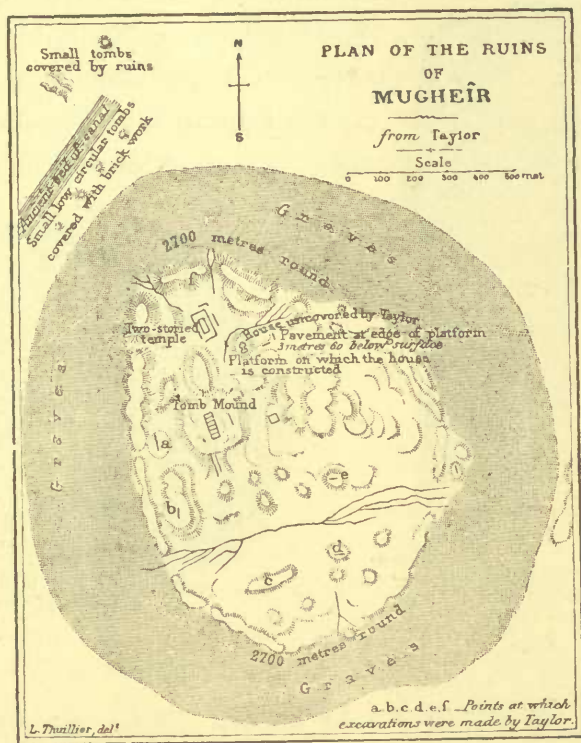 PLAN OF THE RUINS
OF
MUGHEÎR
from Taylor
Scale
0 100 200 300 400 500 met.
Small tombs
covered by ruins
N
S
Ancient bed of canal
Small low circular tombs
covered with brick work
Graves
2700 metres round
f
House uncovered by Taylor
Two-storied
temple
Pavement at edge of platform
3 metres 60 below surface
Platform on which the house
is constructed
Graves
Tomb Mound
a
e
b
d
c
2700 metres round
Graves
a.b.c.d.e.f. Points at which
excavations were made by Taylor.
L. Thuillier, delt